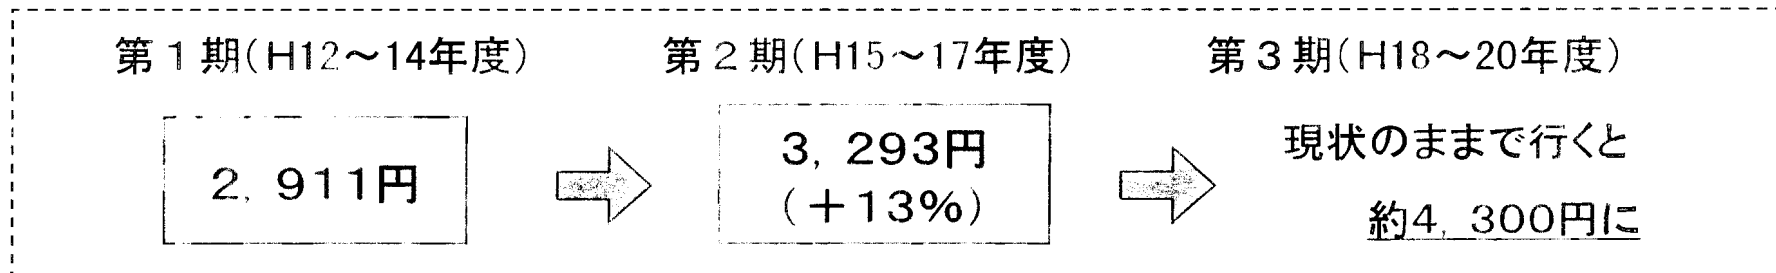 第1期(H12～14年度)
第2期(H15～17年度)
第3期(H18～20年度)
2,911円
3,293円
(+13%)
現状のままで行くと
約4,300円に